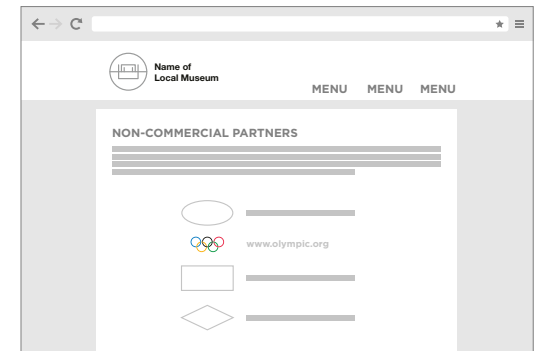 Name of
Local Museum
MENU MENU MENU
NON-COMMERCIAL PARTNERS
www.olympic.org